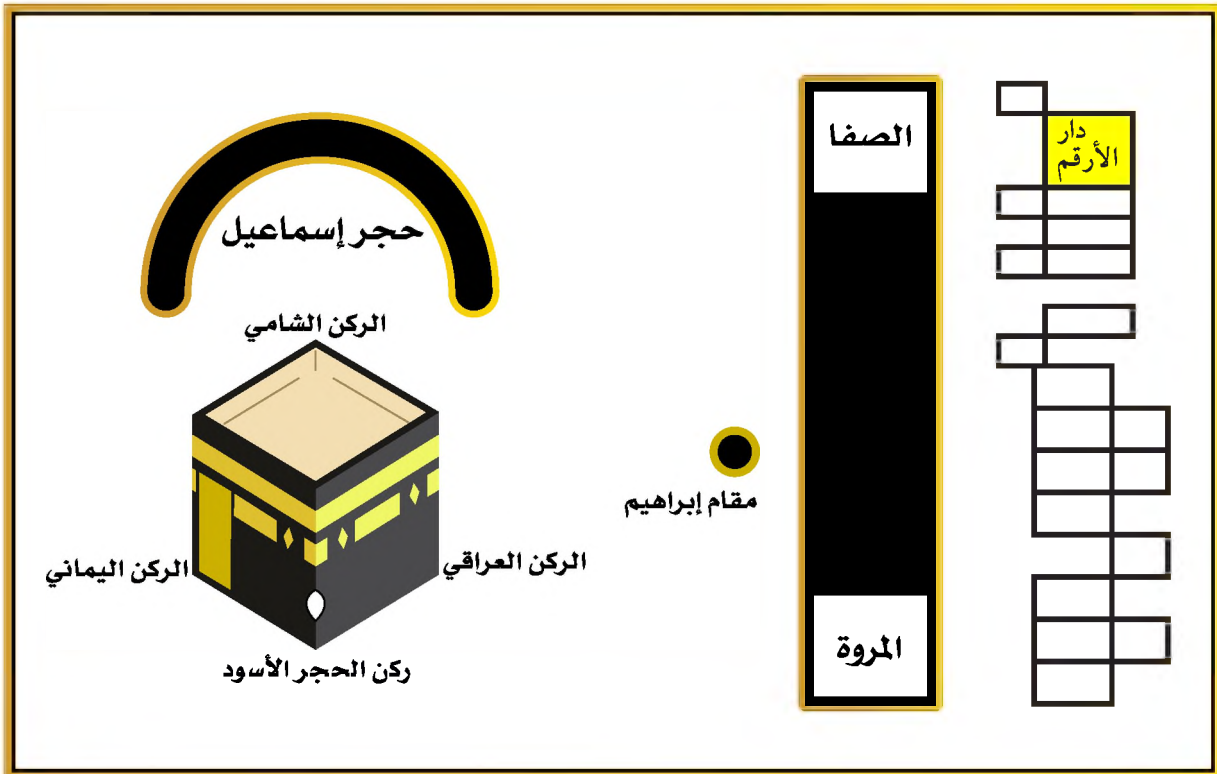 الصفا
دار
الأرقم
حجر إسماعيل
الركن الشامي
مقام إبراهيم
الركن العراقي
الركن اليماني
المروة
ركن الحجر الأسود